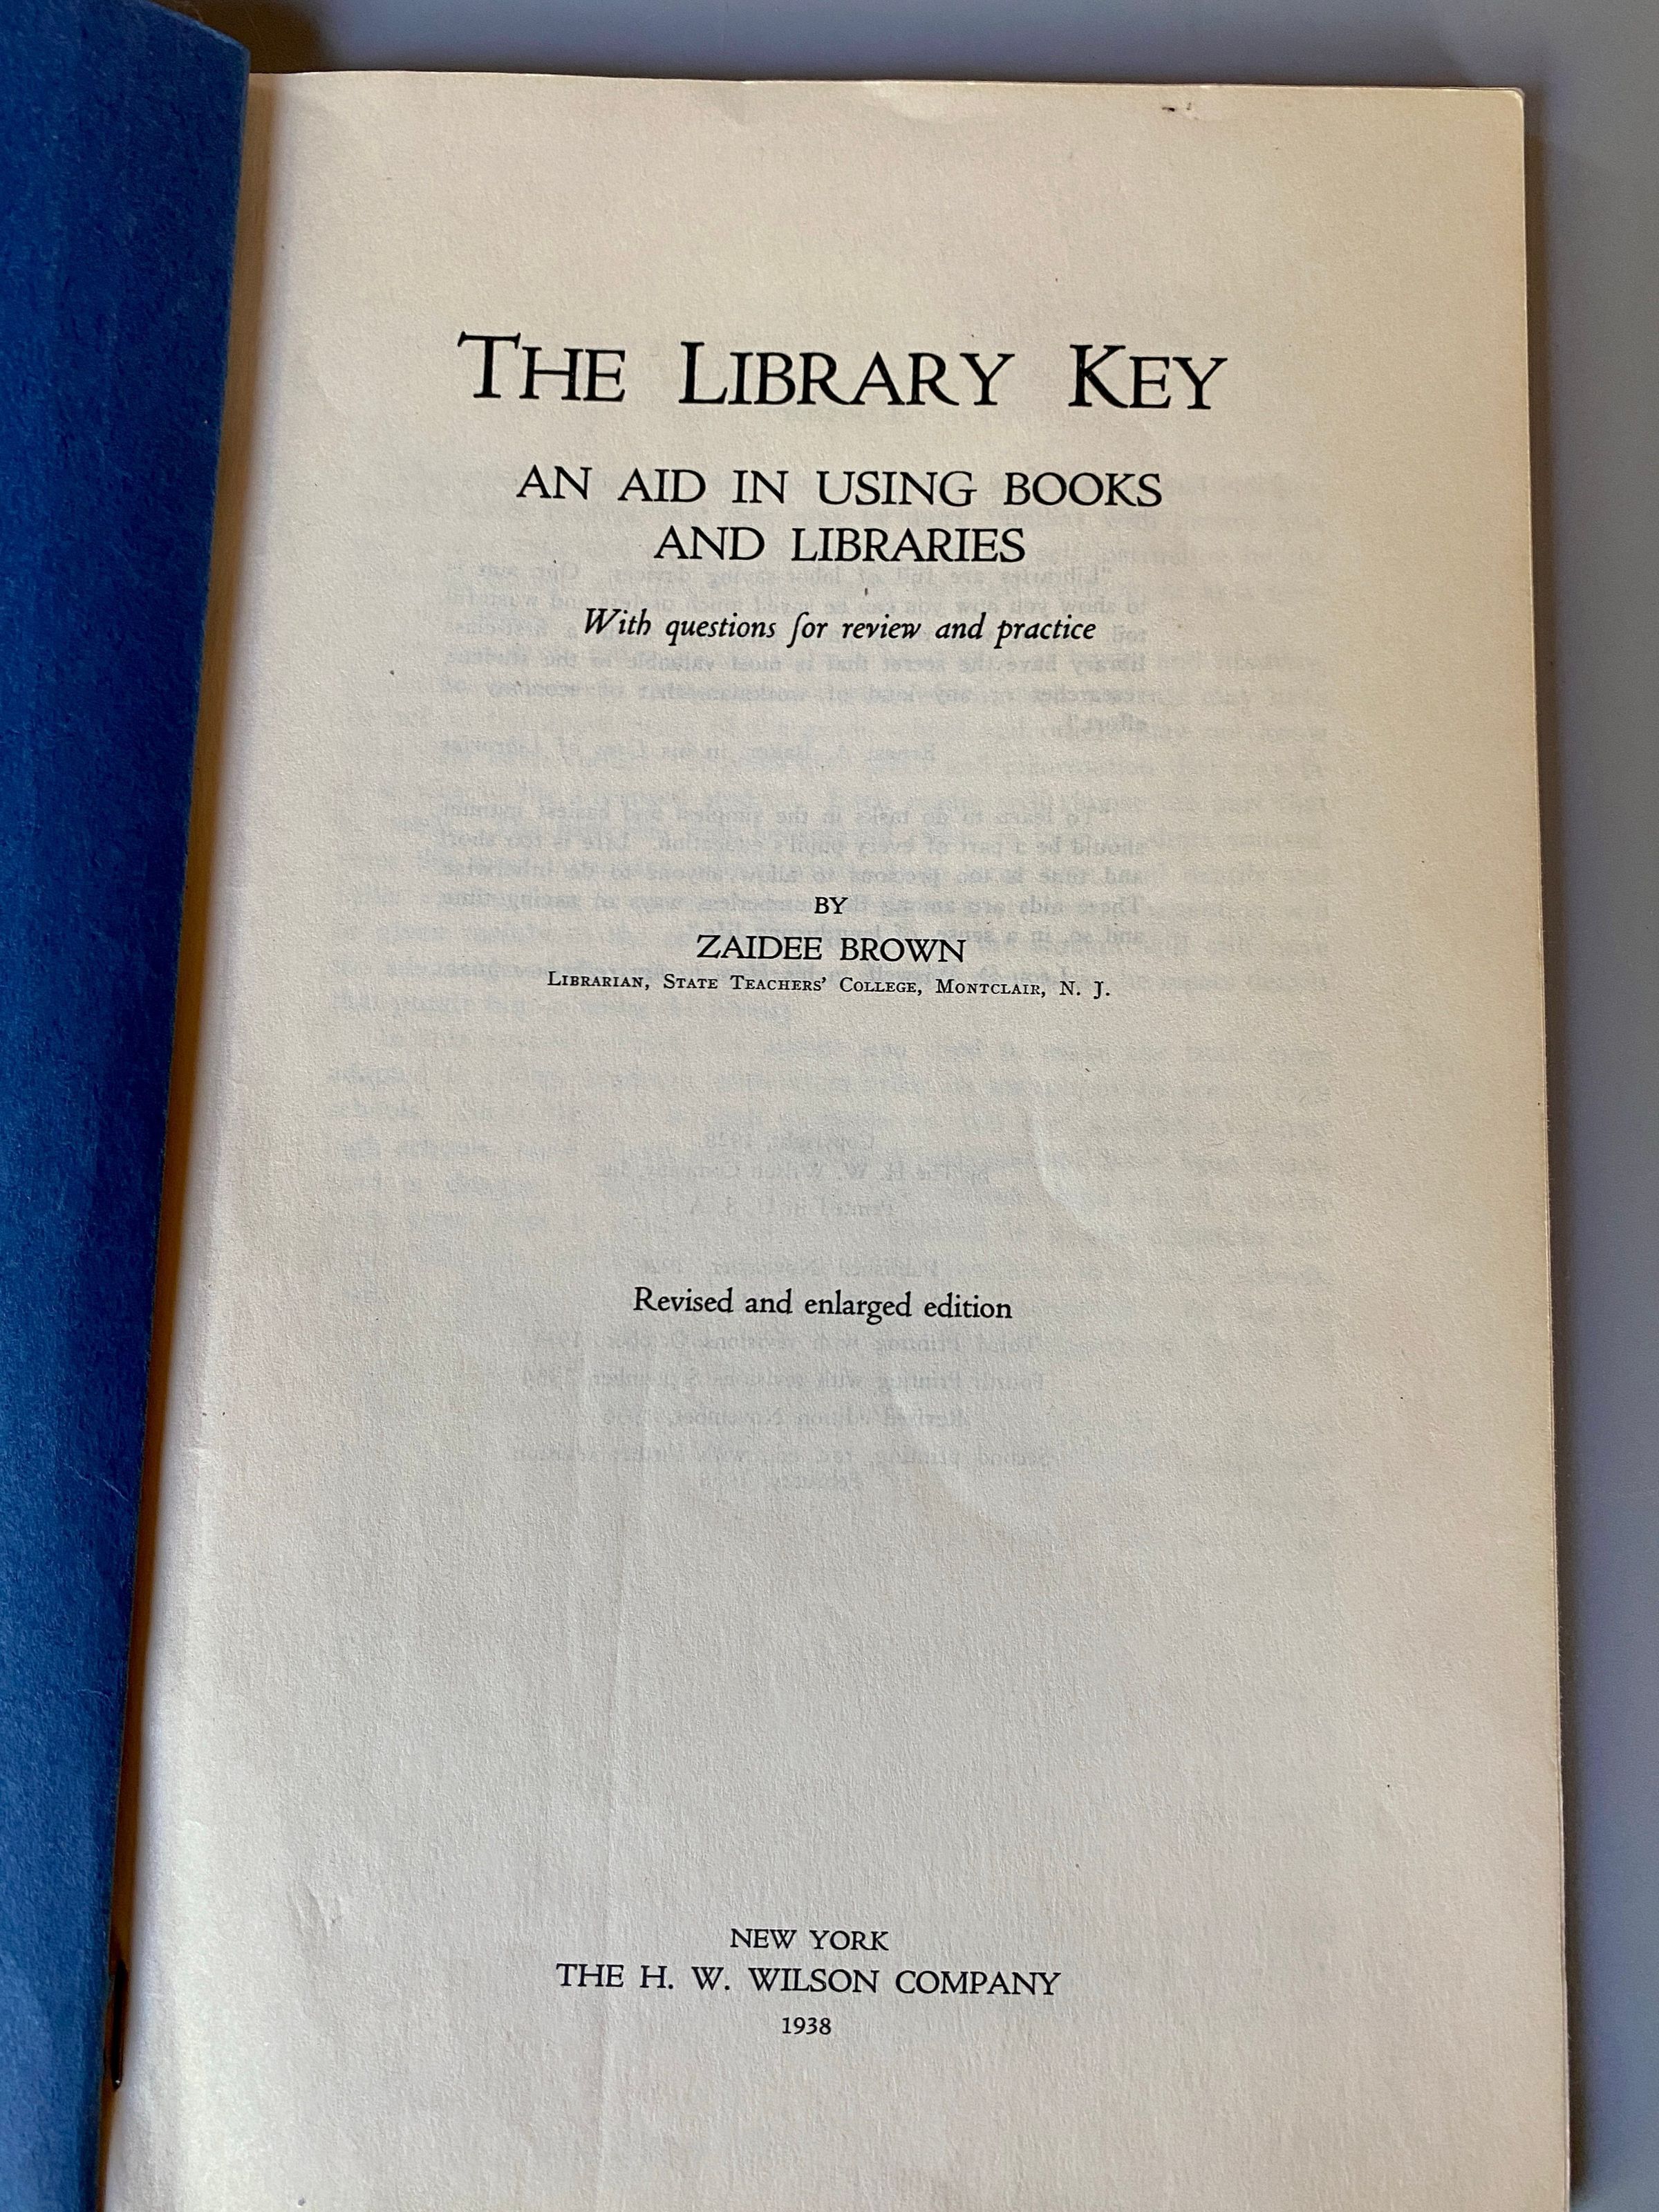 THE LIBRARY KEY
AN AID IN USING BOOKS
AND LIBRARIES
With questions for review and practice
BY
ZAIDEE BROWN
LIBRARIAN, STATE TEACHERS' COLLEGE, MONTCLAIR, N. J.
Revised and enlarged edition
NEW YORK
THE H. W. WILSON COMPANY
1938